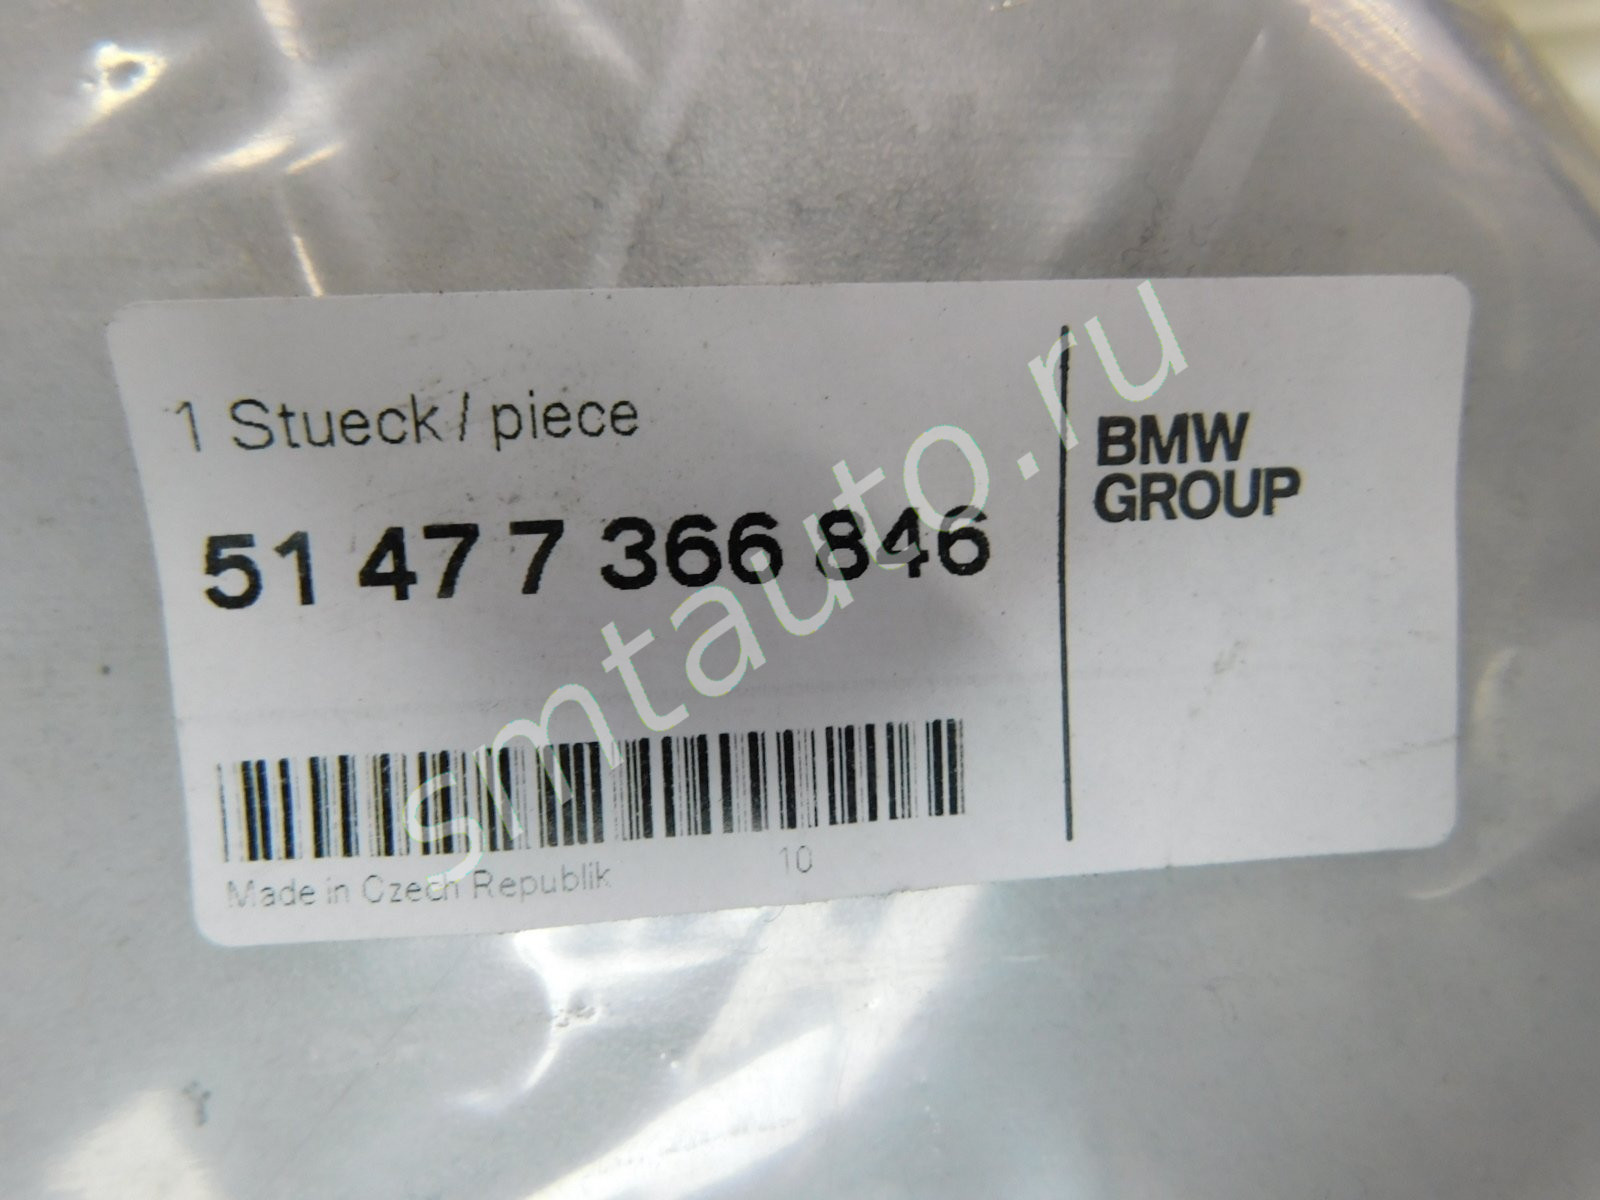 1 Stueck / piece
51 47 7 366 846
Made in Czech Republik 10
BMW
GROUP
smtauto.ru